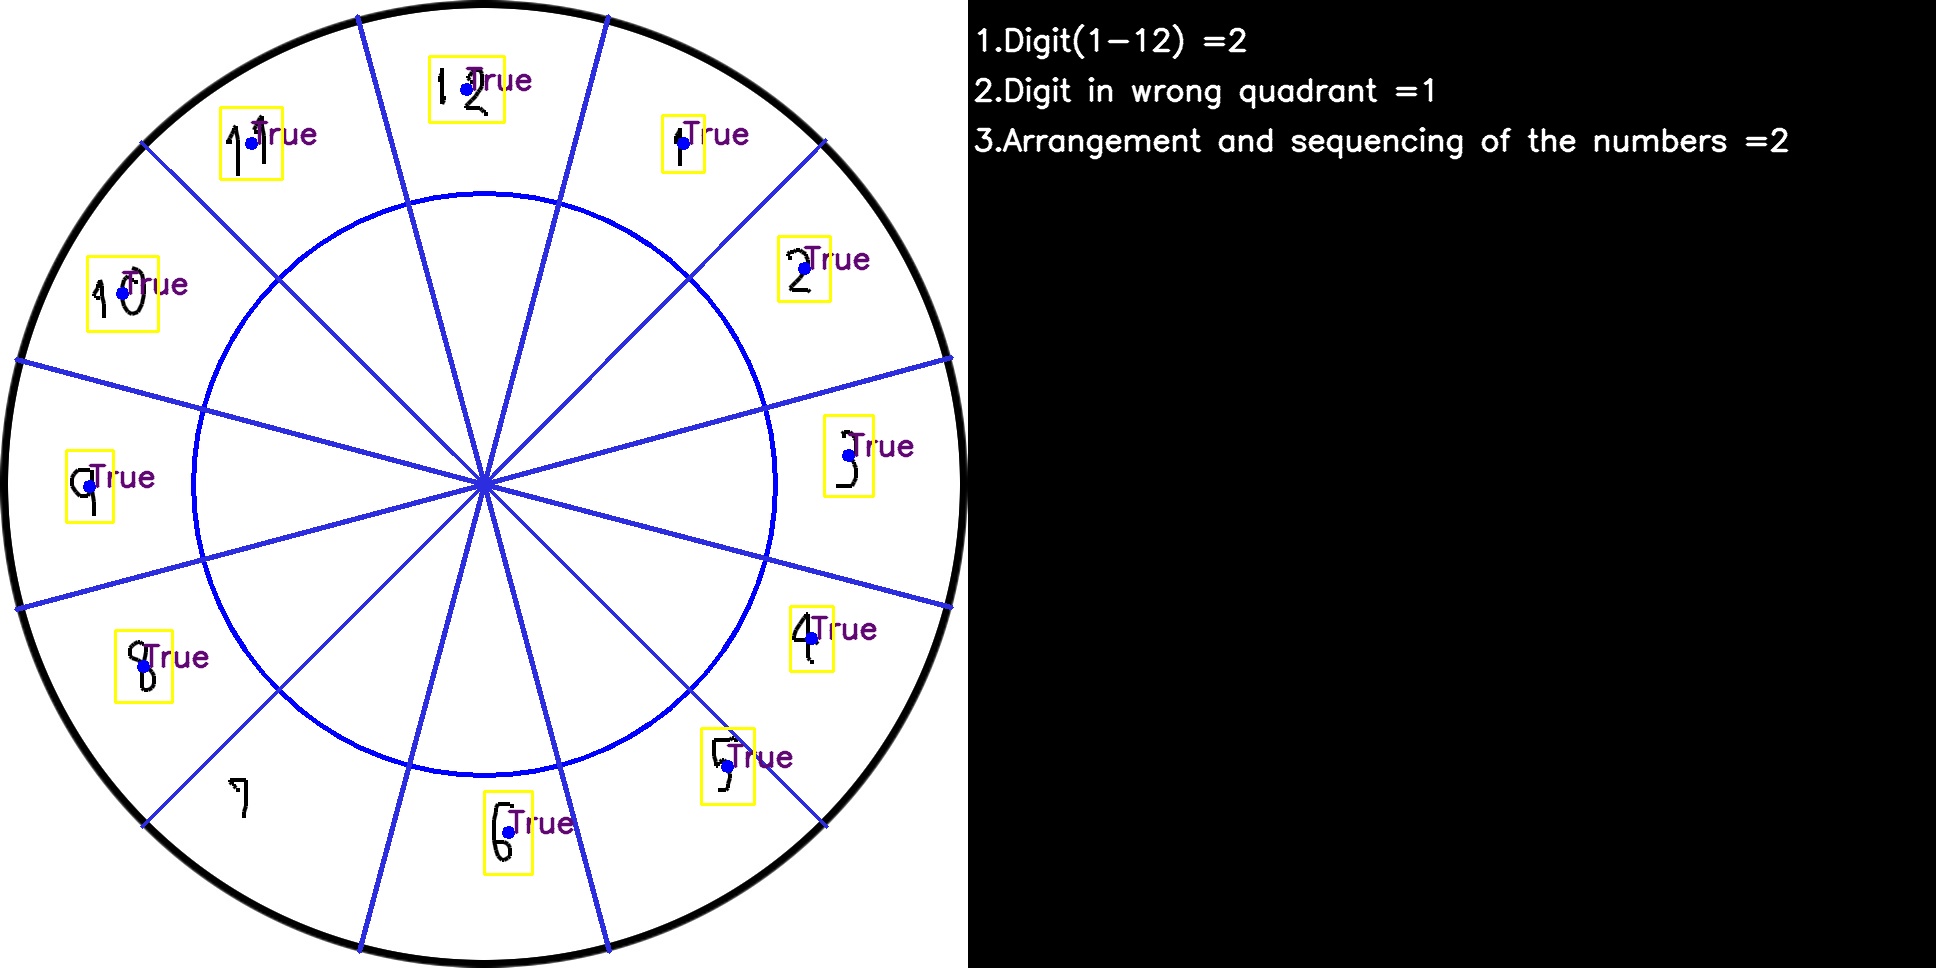 12 True
11 True
1 True
10 True
2 True
9 True
3 True
8 True
4 True
7
5 True
6 True
1.Digit(1-12) =2
2.Digit in wrong quadrant =1
3.Arrangement and sequencing of the numbers =2